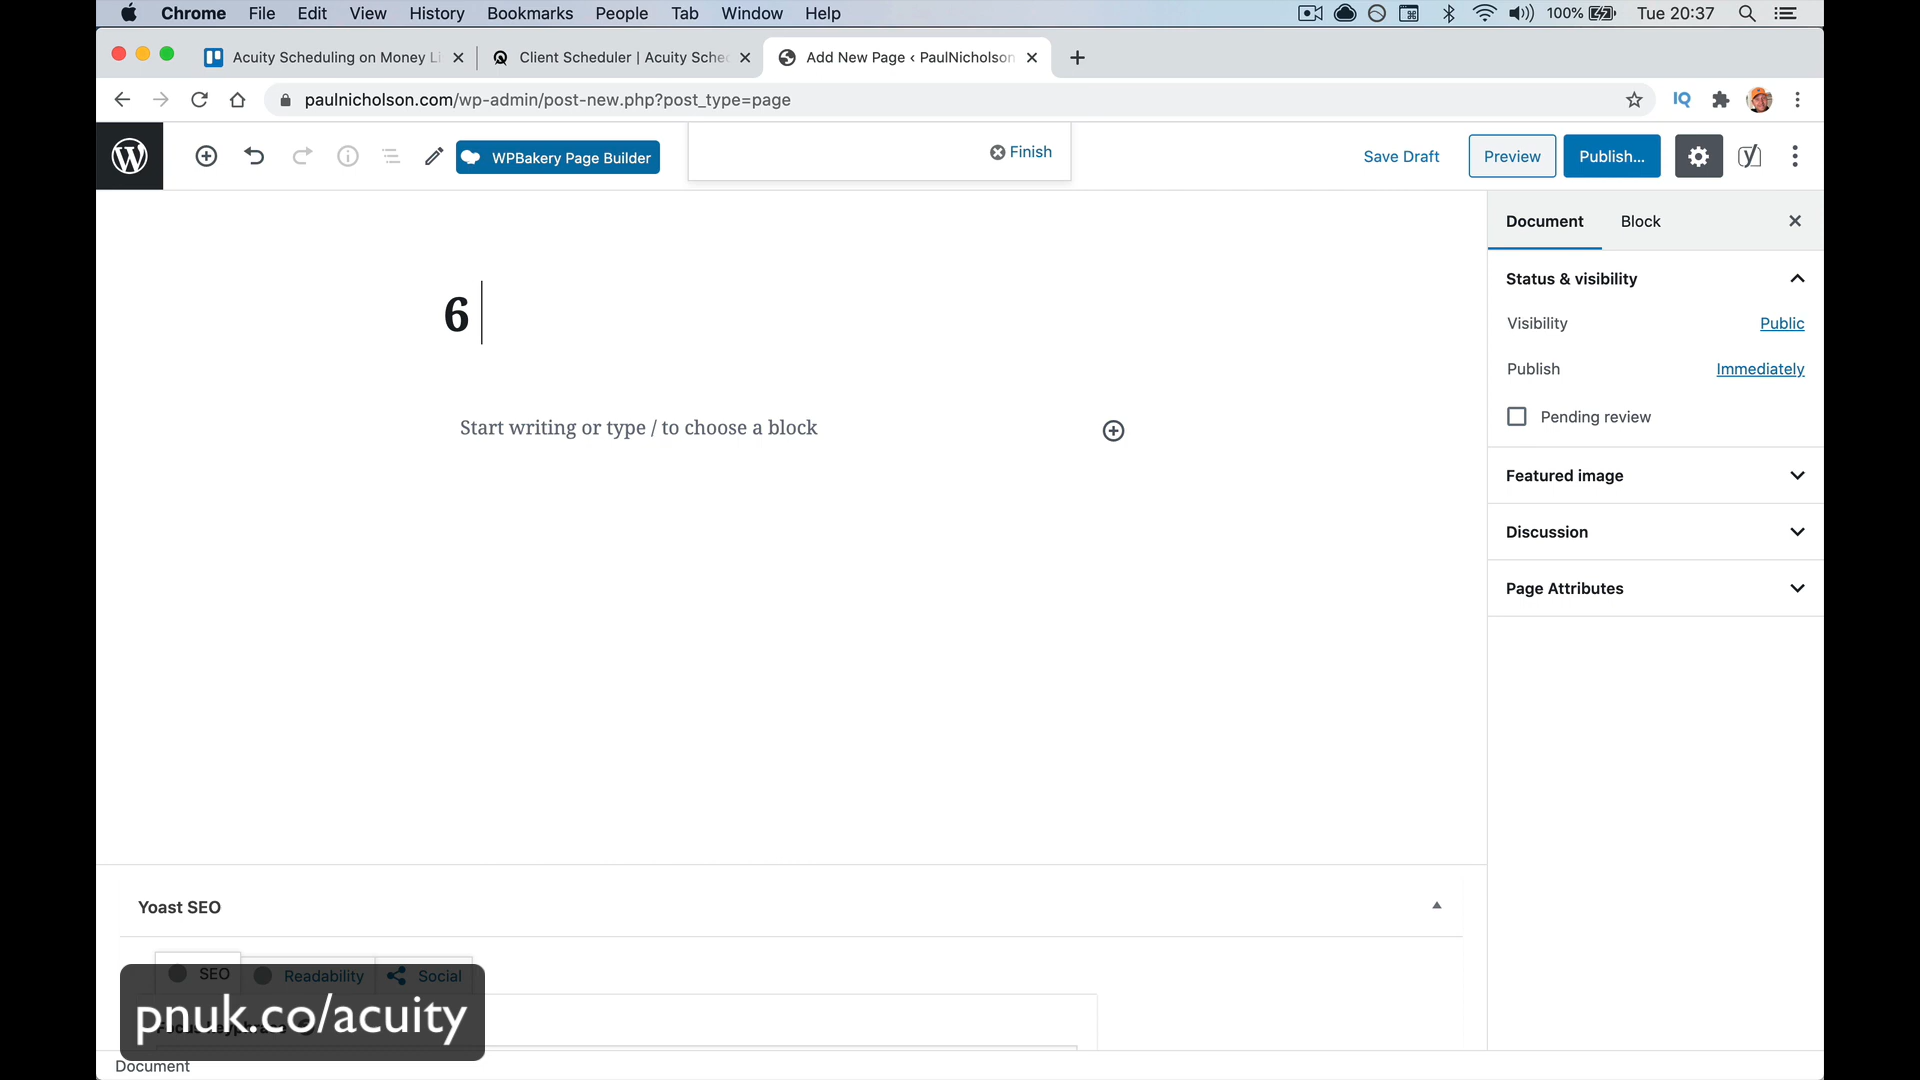 Chrome File Edit View History Bookmarks People Tab Window Help 100% Tue 20:37
Acuity Scheduling on Money Li
Client Scheduler | Acuity Sche
Add New Page ‹ PaulNicholson
paulnicholson.com/wp-admin/post-new.php?post_type=page
IQ
WPBakery Page Builder
Finish
Save Draft
Preview
Publish...
Document
Block
Status & visibility
Visibility Public
Publish Immediately
Pending review
Featured image
Discussion
Page Attributes
6
Start writing or type / to choose a block
Yoast SEO
SEO Readability Social
pnuk.co/acuity
Document